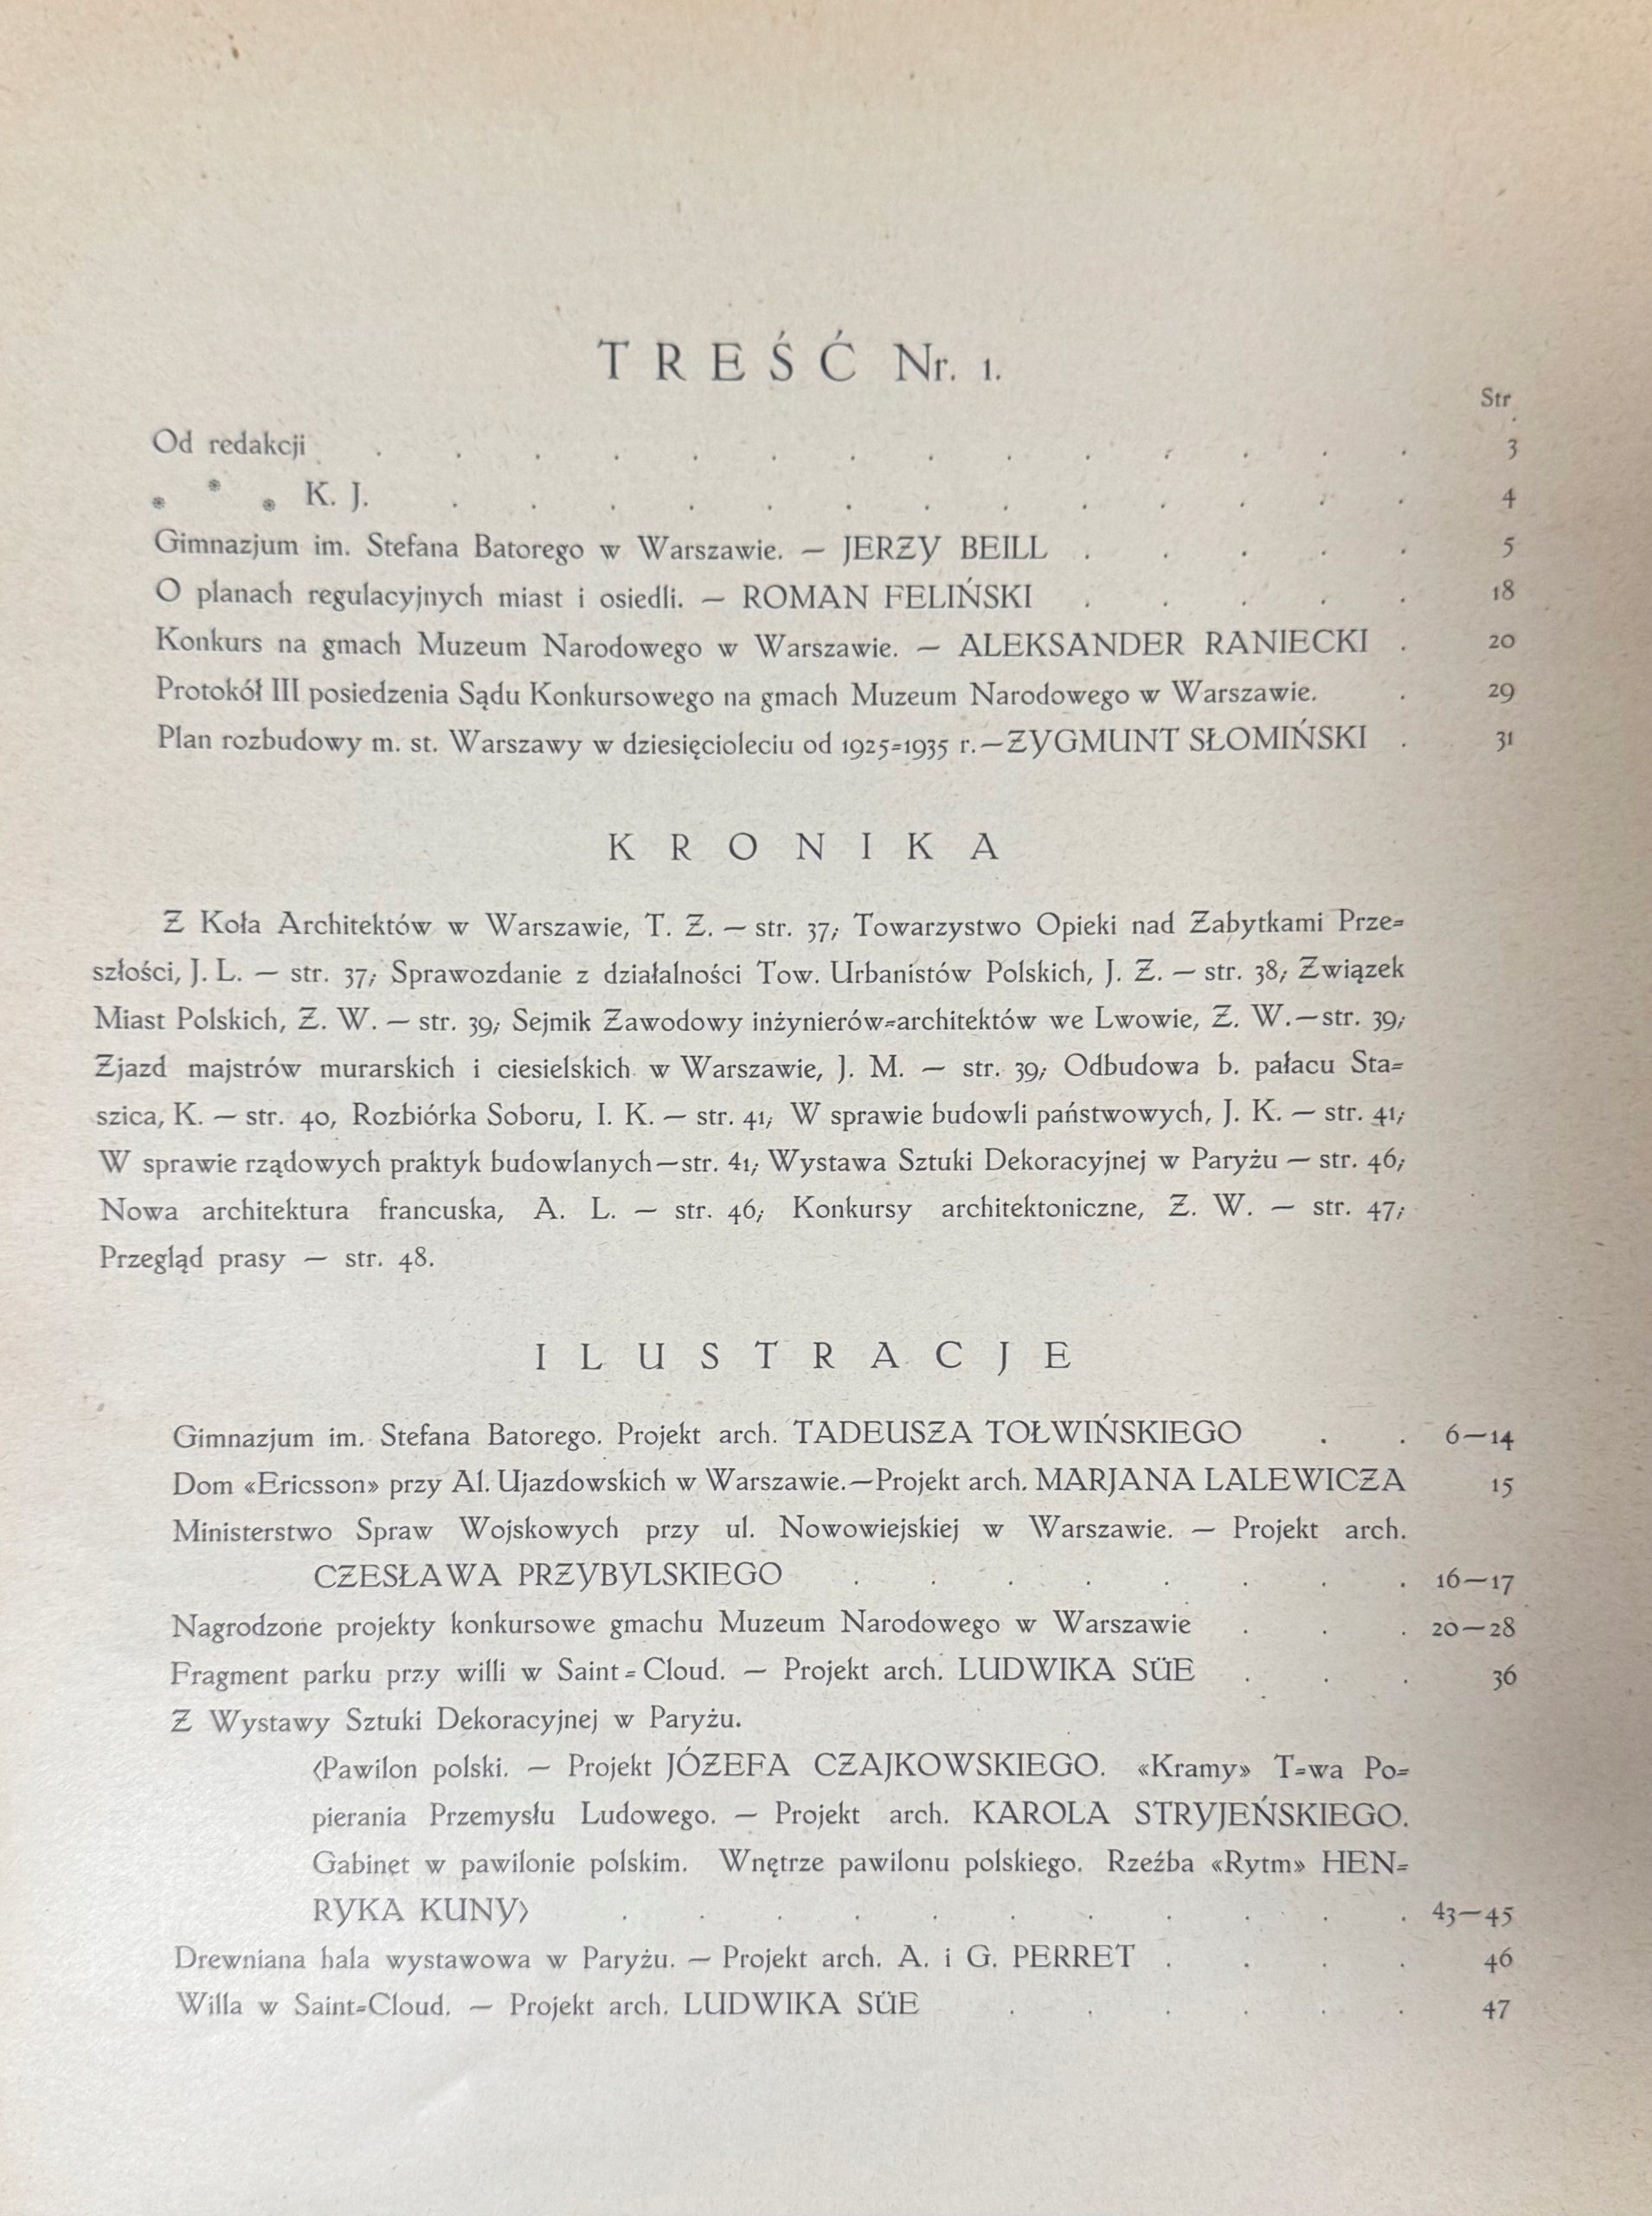 TREŚĆ Nr. 1.
Str.
Od redakcji . . . . . . . . . . . . . . 3
* * * K. J. . . . . . . . . . . . . . 4
Gimnazjum im. Stefana Batorego w Warszawie. — JERZY BEILL . . . . . 5
O planach regulacyjnych miast i osiedli. — ROMAN FELIŃSKI . . . . . 18
Konkurs na gmach Muzeum Narodowego w Warszawie. — ALEKSANDER RANIECKI . 20
Protokół III posiedzenia Sądu Konkursowego na gmach Muzeum Narodowego w Warszawie. . 29
Plan rozbudowy m. st. Warszawy w dziesięcioleciu od 1925=1935 r.—ZYGMUNT SŁOMIŃSKI . 31
KRONIKA
Z Koła Architektów w Warszawie, T. Z. — str. 37; Towarzystwo Opieki nad Zabytkami Prze=
szłości, J. L. — str. 37; Sprawozdanie z działalności Tow. Urbanistów Polskich, J. Z. — str. 38; Związek
Miast Polskich, Z. W. — str. 39; Sejmik Zawodowy inżynierów=architektów we Lwowie, Z. W.—str. 39;
Zjazd majstrów murarskich i ciesielskich w Warszawie, J. M. — str. 39; Odbudowa b. pałacu Sta=
szica, K. — str. 40, Rozbiórka Soboru, I. K. — str. 41; W sprawie budowli państwowych, J. K. — str. 41;
W sprawie rządowych praktyk budowlanych—str. 41; Wystawa Sztuki Dekoracyjnej w Paryżu — str. 46;
Nowa architektura francuska, A. L. — str. 46; Konkursy architektoniczne, Z. W. — str. 47;
Przegląd prasy — str. 48.
ILUSTRACJE
Gimnazjum im. Stefana Batorego. Projekt arch. TADEUSZA TOŁWIŃSKIEGO . . 6—14
Dom «Ericsson» przy Al. Ujazdowskich w Warszawie.—Projekt arch. MARJANA LALEWICZA 15
Ministerstwo Spraw Wojskowych przy ul. Nowowiejskiej w Warszawie. — Projekt arch.
CZESŁAWA PRZYBYLSKIEGO . . . . . . . . 16—17
Nagrodzone projekty konkursowe gmachu Muzeum Narodowego w Warszawie . . . 20—28
Fragment parku przy willi w Saint=Cloud. — Projekt arch. LUDWIKA SÜE . . . 36
Z Wystawy Sztuki Dekoracyjnej w Paryżu.
(Pawilon polski. — Projekt JÓZEFA CZAJKOWSKIEGO. «Kramy» T=wa Po=
pierania Przemysłu Ludowego. — Projekt arch. KAROLA STRYJEŃSKIEGO.
Gabinet w pawilonie polskim. Wnętrze pawilonu polskiego. Rzeźba «Rytm» HEN=
RYKA KUNY) . . . . . . . . . . . 43—45
Drewniana hala wystawowa w Paryżu. — Projekt arch. A. i G. PERRET . . . . 46
Willa w Saint=Cloud. — Projekt arch. LUDWIKA SÜE . . . . . . 47